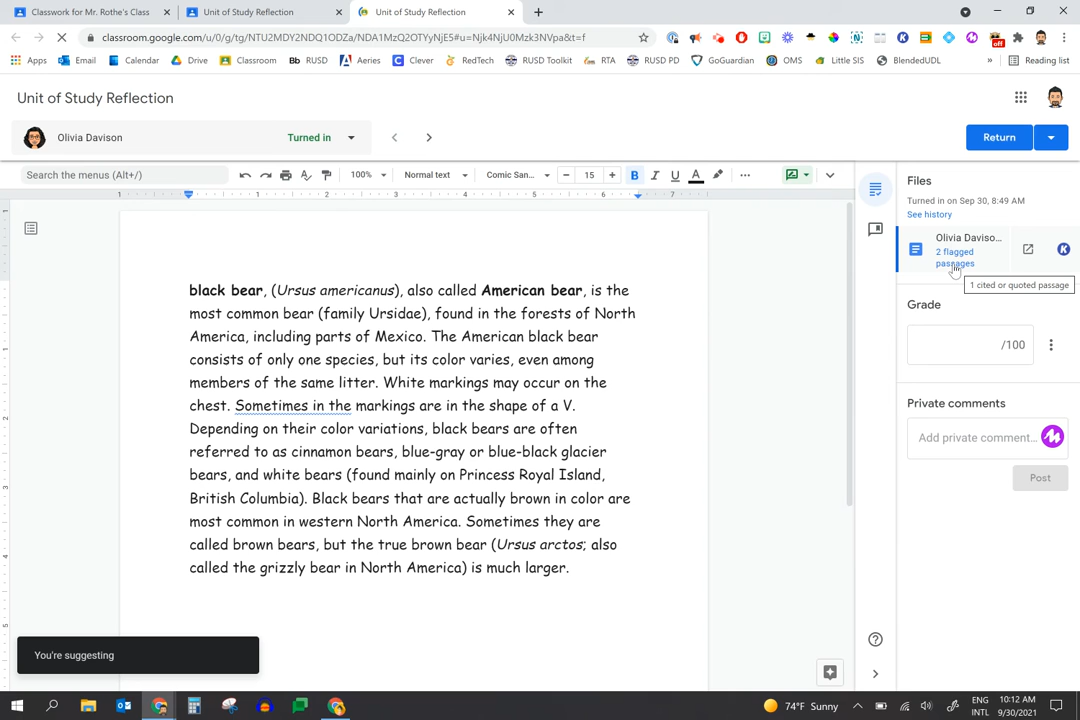 Classwork for Mr. Rothe's Class
Unit of Study Reflection
Unit of Study Reflection
classroom.google.com/u/0/g/tg/NTU2MDY2NDQ1ODZa/NDA1MzQ2OTYyNjE5#u=Njk4NjU0Mzk3NVpa&t=f
Apps
Email
Calendar
Drive
Classroom
Bb RUSD
Aeries
Clever
RedTech
RUSD Toolkit
RTA
RUSD PD
GoGuardian
OMS
Little SIS
BlendedUDL
»
Reading list
off
Unit of Study Reflection
Olivia Davison
Turned in
Return
Search the menus (Alt+/)
100%
Normal text
Comic San...
15
B I U A
1 1 2 3 4 5 6 7
black bear, (Ursus americanus), also called American bear, is the
most common bear (family Ursidae), found in the forests of North
America, including parts of Mexico. The American black bear
consists of only one species, but its color varies, even among
members of the same litter. White markings may occur on the
chest. Sometimes in the markings are in the shape of a V.
Depending on their color variations, black bears are often
referred to as cinnamon bears, blue-gray or blue-black glacier
bears, and white bears (found mainly on Princess Royal Island,
British Columbia). Black bears that are actually brown in color are
most common in western North America. Sometimes they are
called brown bears, but the true brown bear (Ursus arctos; also
called the grizzly bear in North America) is much larger.
Files
Turned in on Sep 30, 8:49 AM
See history
Olivia Daviso...
2 flagged
passages
1 cited or quoted passage
Grade
/100
Private comments
Add private comment...
Post
You're suggesting
74°F Sunny
ENG
INTL
10:12 AM
9/30/2021